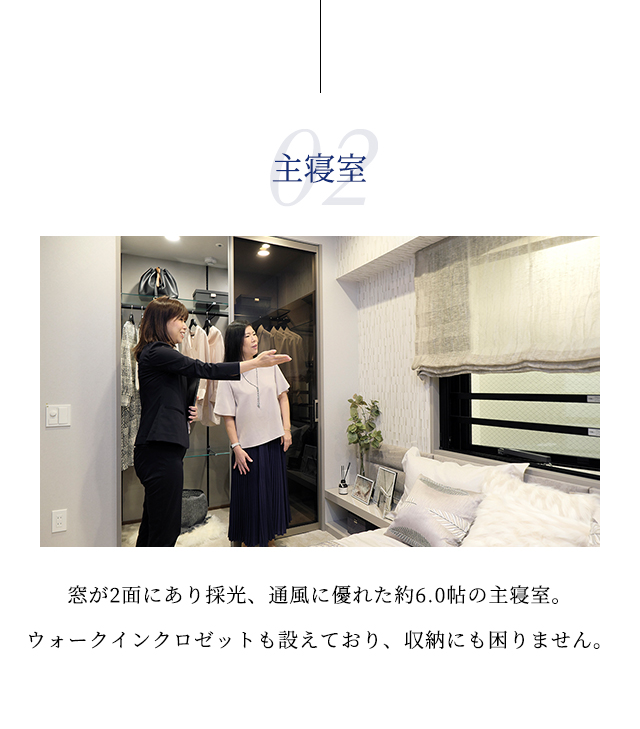 02
主寝室
窓が2面にあり採光、通風に優れた約6.0帖の主寝室。
ウォークインクロゼットも設えており、収納にも困りません。